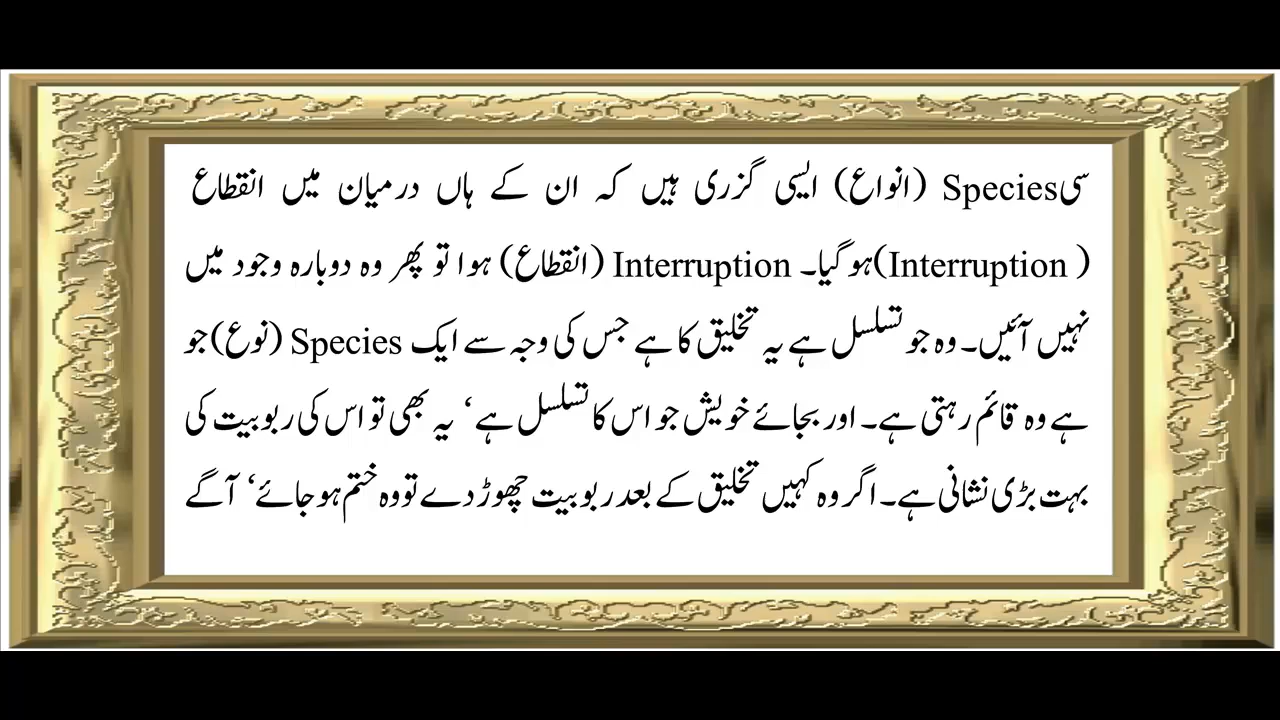 سیSpecies (انواع) ایسی گزری ہیں کہ ان کے ہاں درمیان میں انقطاع
(Interruption)ہوگیا۔ Interruption (انقطاع) ہوا تو پھر وہ دوبارہ وجود میں
نہیں آئیں۔ وہ جو تسلسل ہے یہ تخلیق کا ہے جس کی وجہ سے ایک Species (نوع)جو
ہے وہ قائم رہتی ہے۔ اور بجائے خویش جو اس کا تسلسل ہے‘ یہ بھی تو اس کی ربوبیت کی
بہت بڑی نشانی ہے۔ اگر وہ کہیں تخلیق کے بعد ربوبیت چھوڑ دے تو وہ ختم ہو جائے‘ آگے